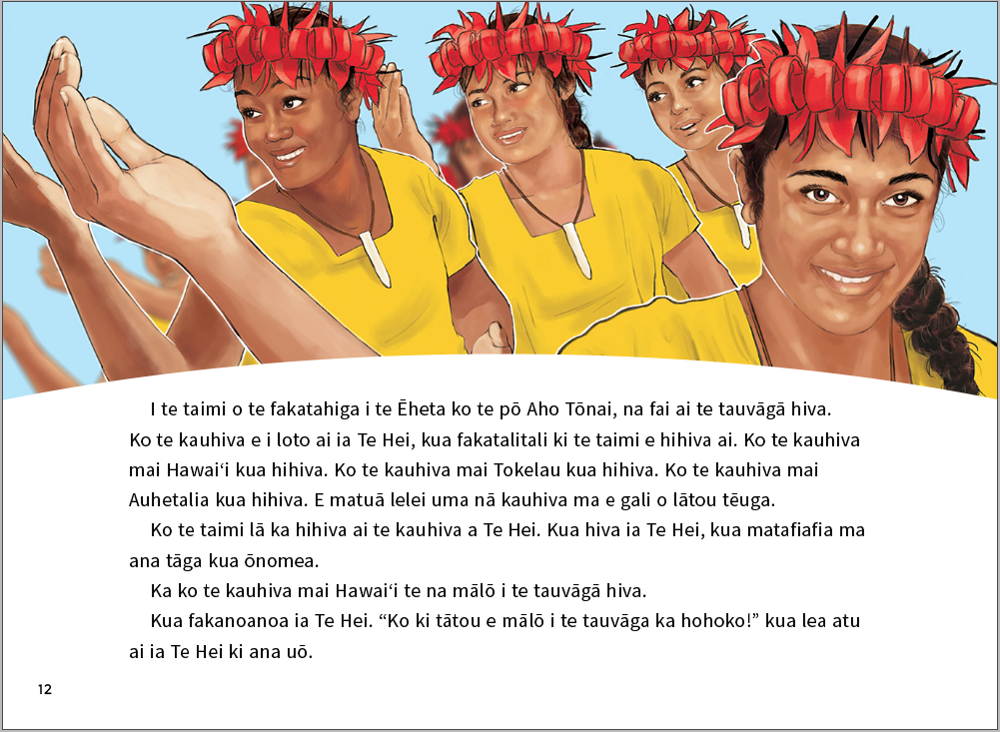 I te taimi o te fakatahiga i te Ēheta ko te pō Aho Tōnai, na fai ai te tauvāgā hiva.
Ko te kauhiva e i loto ai ia Te Hei, kua fakatalitali ki te taimi e hihiva ai. Ko te kauhiva
mai Hawai‘i kua hihiva. Ko te kauhiva mai Tokelau kua hihiva. Ko te kauhiva mai
Auhetalia kua hihiva. E matuā lelei uma nā kauhiva ma e gali o lātou tēuga.
Ko te taimi lā ka hihiva ai te kauhiva a Te Hei. Kua hiva ia Te Hei, kua matafiafia ma
ana tāga kua ōnomea.
Ka ko te kauhiva mai Hawai‘i te na mālō i te tauvāgā hiva.
Kua fakanoanoa ia Te Hei. “Ko ki tātou e mālō i te tauvāga ka hohoko!” kua lea atu
ai ia Te Hei ki ana uō.
12